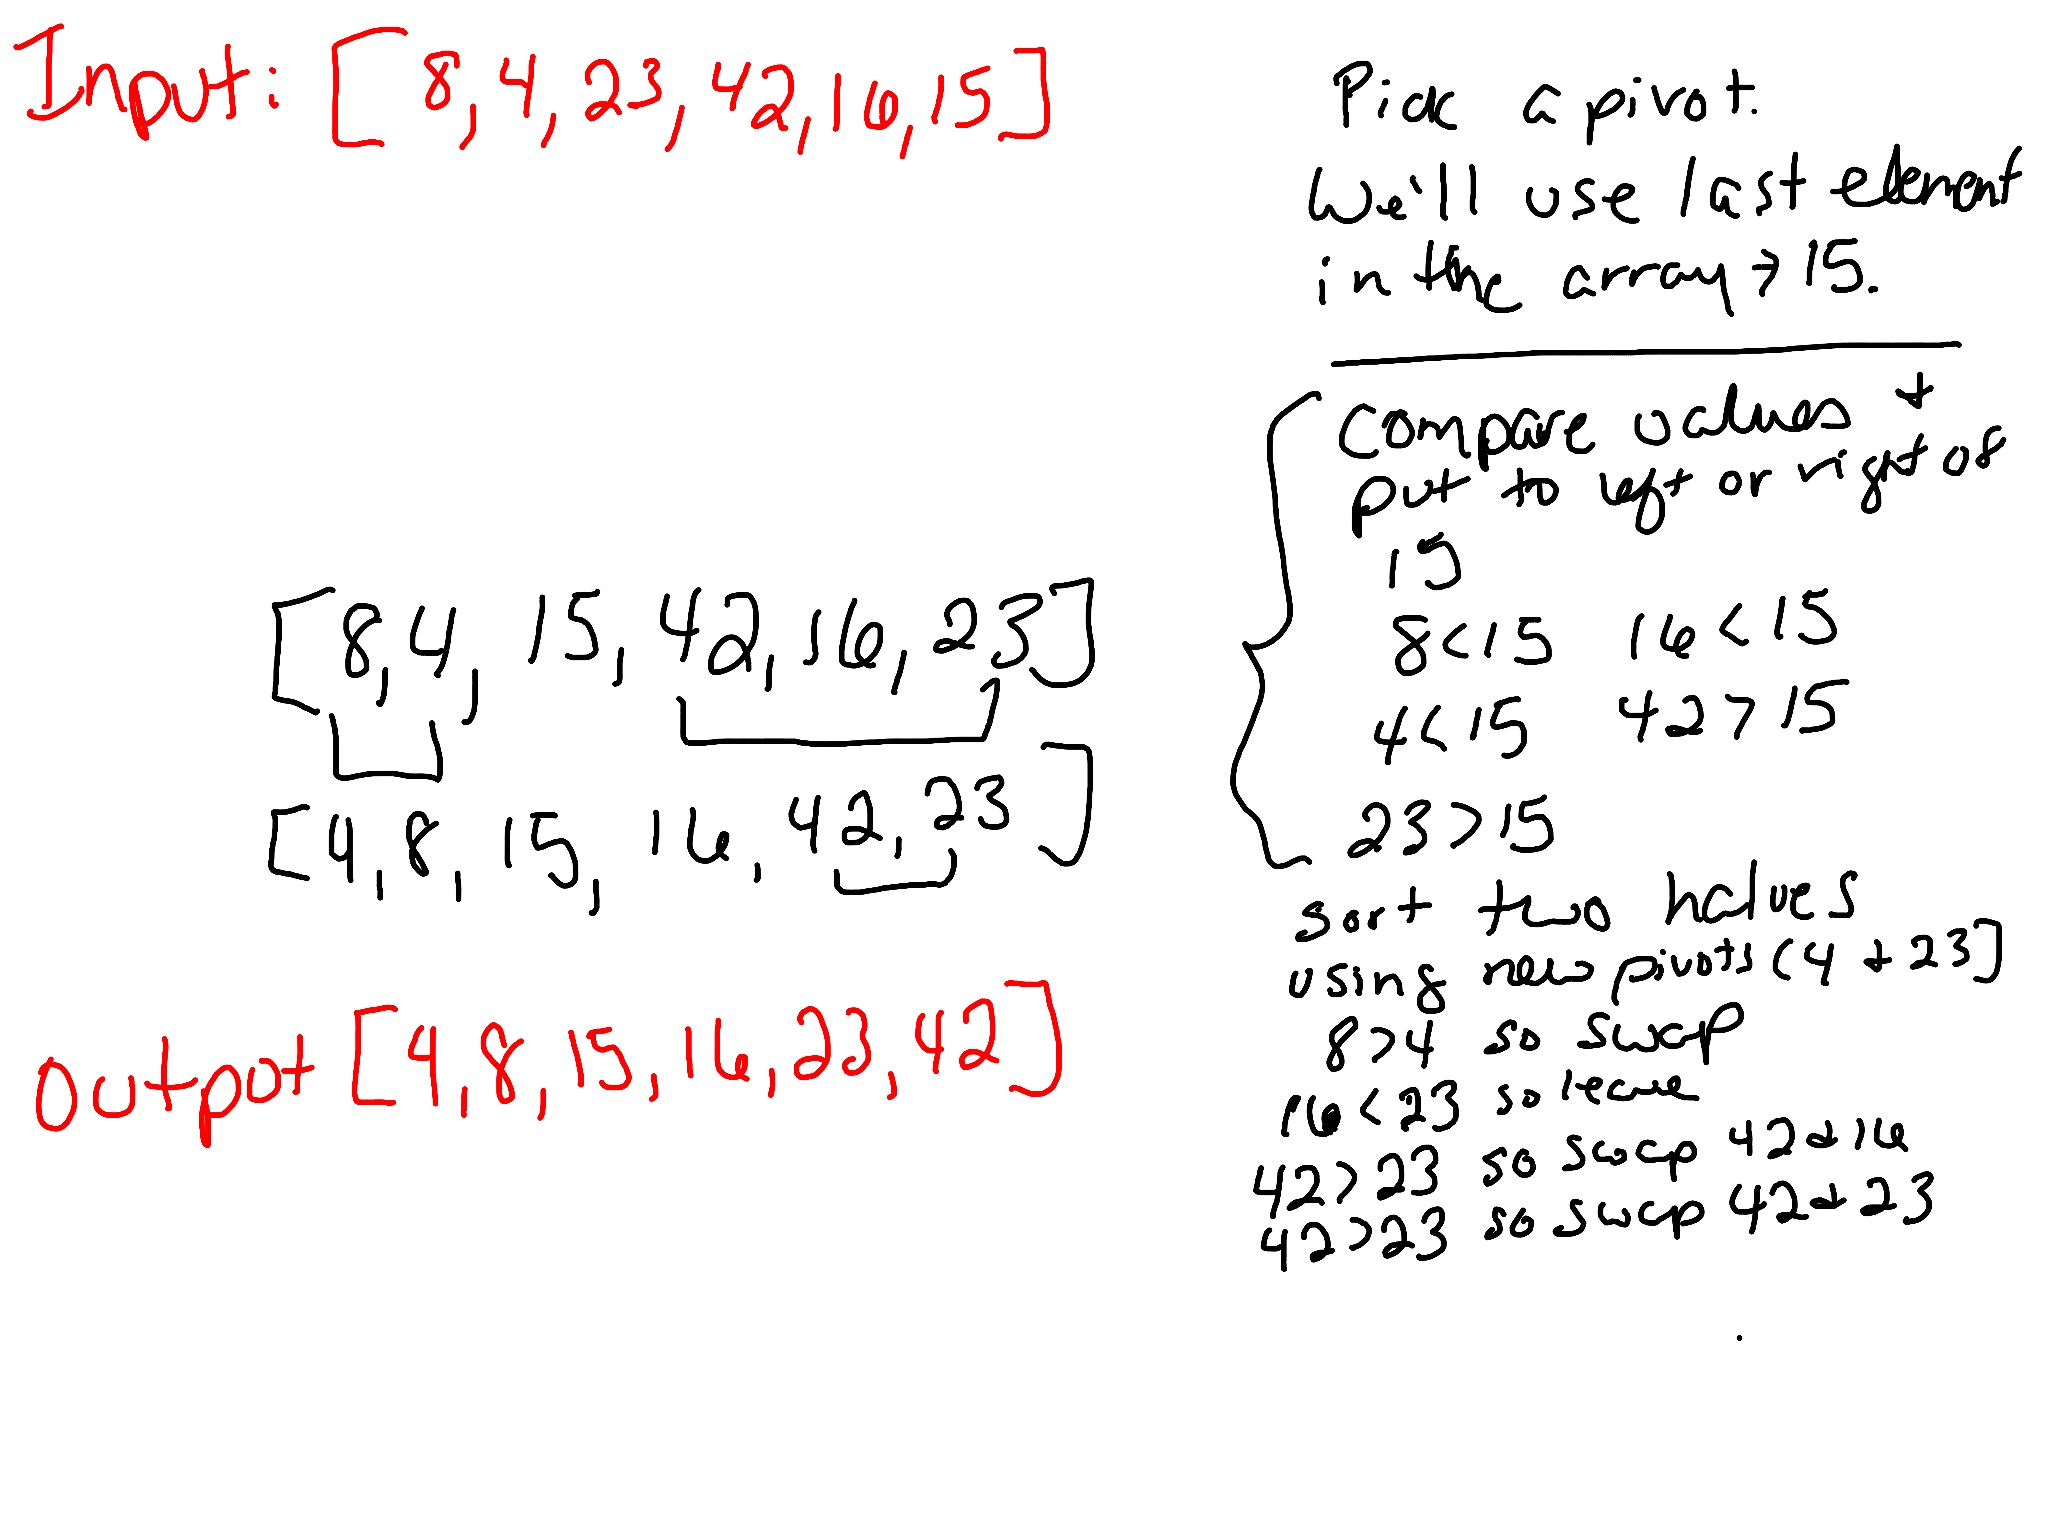 Input: [8, 4, 23, 42, 16, 15]
Pick a pivot.
We'll use last element
in the array → 15.
compare values +
put to left or right of
15
8<15 16<15
4<15 42>15
23>15
[8, 4, 15, 42, 16, 23]
[4, 8, 15, 16, 42, 23]
sort two halves
using new pivots (4 + 23]
8>4 so swap
16<23 so leave
42>23 so swap 42+16
42>23 so swap 42+23
output [4, 8, 15, 16, 23, 42]